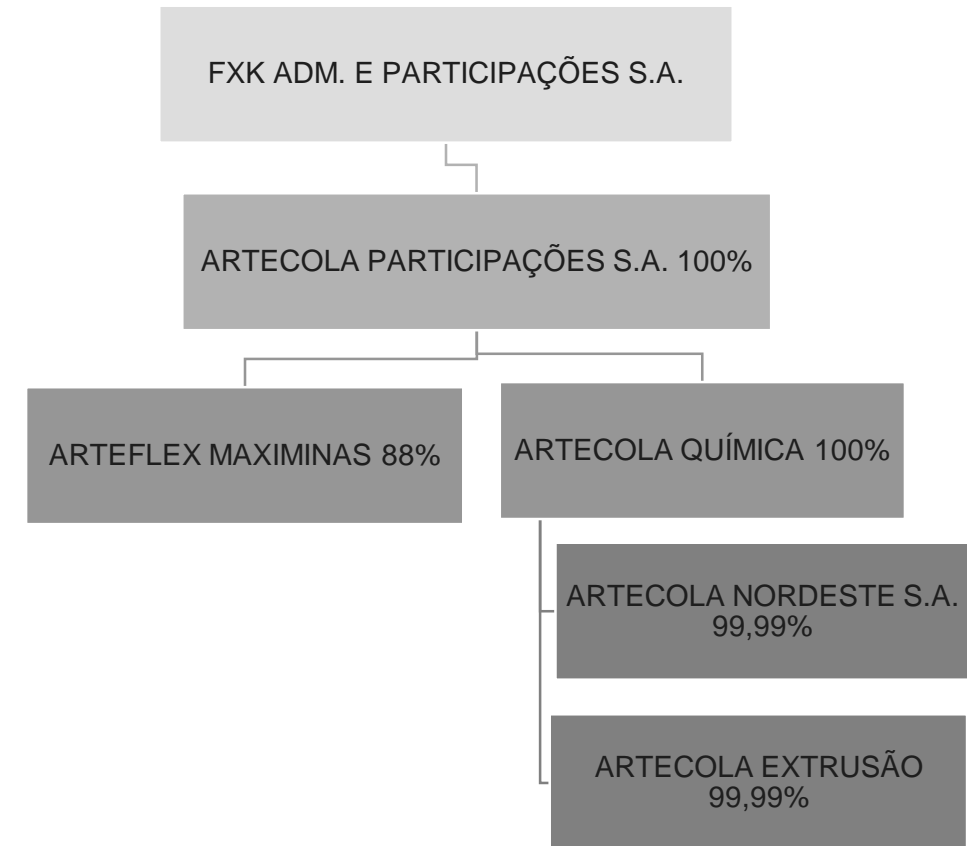 FXK ADM. E PARTICIPAÇÕES S.A.
ARTECOLA PARTICIPAÇÕES S.A. 100%
ARTEFLEX MAXIMINAS 88%
ARTECOLA QUÍMICA 100%
ARTECOLA NORDESTE S.A.
99,99%
ARTECOLA EXTRUSÃO
99,99%